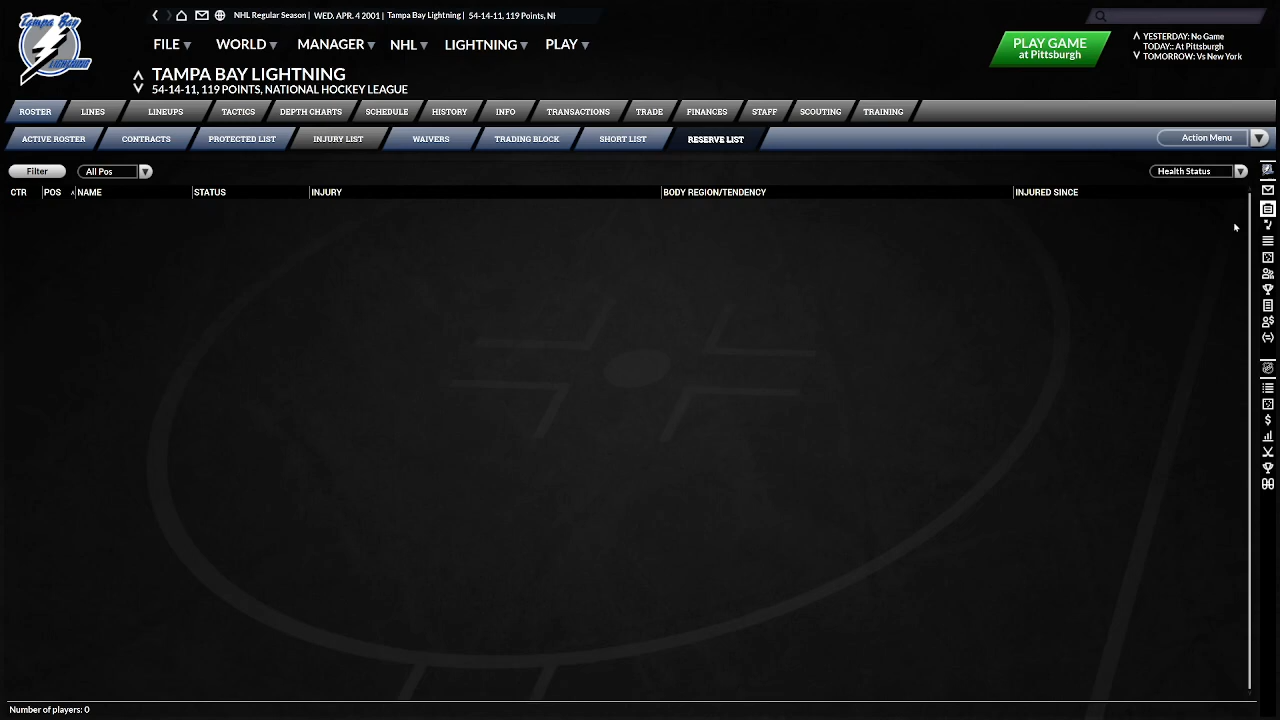 Tampa Bay
LIGHTNING
NHL Regular Season | WED. APR. 4 2001 | Tampa Bay Lightning | 54-14-11, 119 Points, NH
FILE WORLD MANAGER NHL LIGHTNING PLAY
PLAY GAME
at Pittsburgh
YESTERDAY: No Game
TODAY:: At Pittsburgh
TOMORROW: Vs New York
TAMPA BAY LIGHTNING
54-14-11, 119 POINTS, NATIONAL HOCKEY LEAGUE
ROSTER LINES LINEUPS TACTICS DEPTH CHARTS SCHEDULE HISTORY INFO TRANSACTIONS TRADE FINANCES STAFF SCOUTING TRAINING
ACTIVE ROSTER CONTRACTS PROTECTED LIST INJURY LIST WAIVERS TRADING BLOCK SHORT LIST RESERVE LIST Action Menu
Filter All Pos Health Status
CTR POS NAME STATUS INJURY BODY REGION/TENDENCY INJURED SINCE
Number of players: 0